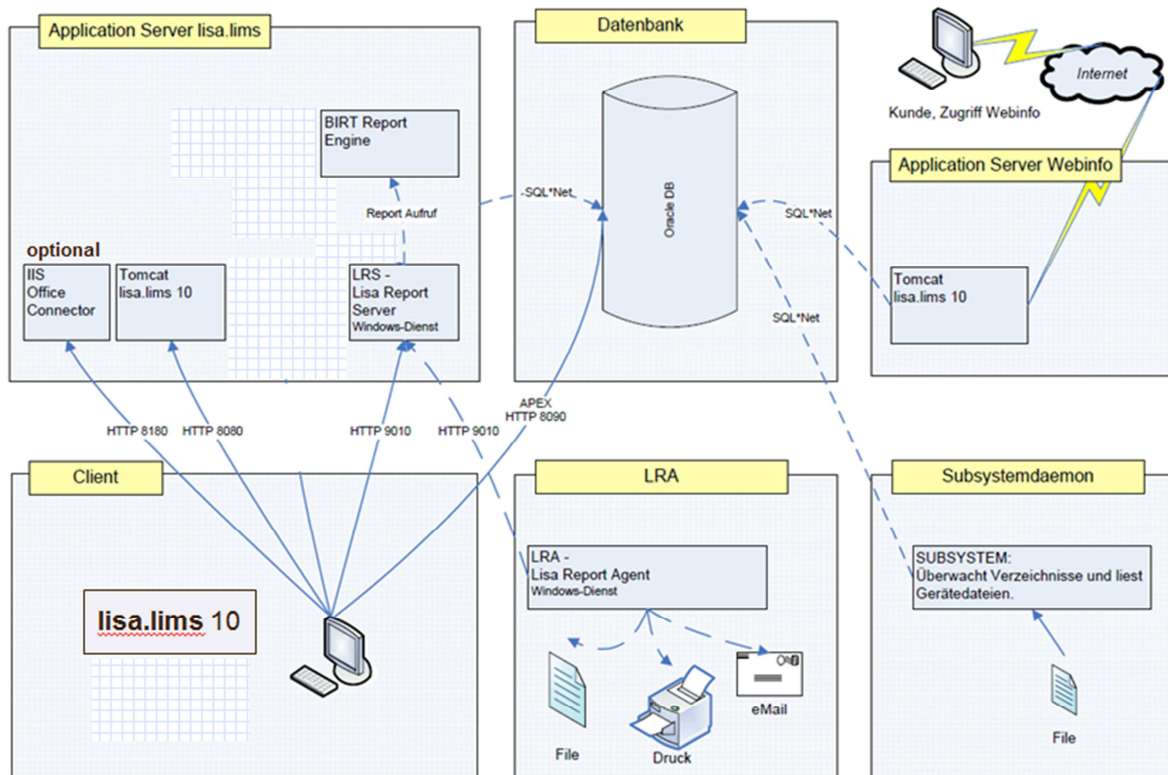 Application Server lisa.lims
BIRT Report
Engine
Report Aufruf
optional
IIS
Office
Connector
Tomcat
lisa.lims 10
LRS -
Lisa Report
Server
Windows-Dienst
Datenbank
Oracle DB
SQL*Net
Kunde, Zugriff Webinfo
Internet
Application Server Webinfo
SQL*Net
Tomcat
lisa.lims 10
SQL*Net
HTTP 8180
HTTP 8080
HTTP 9010
HTTP 9010
APEX
HTTP 8090
Client
lisa.lims 10
LRA
LRA -
Lisa Report Agent
Windows-Dienst
File
Druck
eMail
Subsystemdaemon
SUBSYSTEM:
Überwacht Verzeichnisse und liest
Gerätedateien.
File